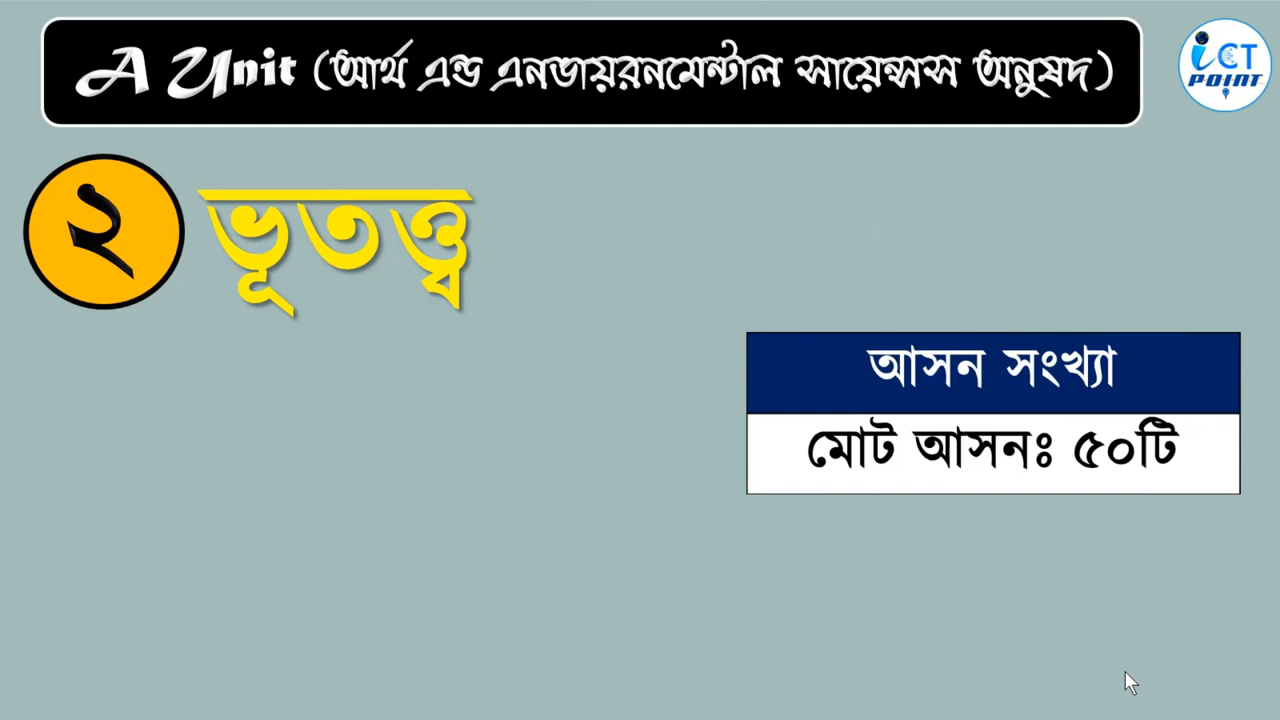 A Unit (আর্থ এন্ড এনভায়রনমেন্টাল সায়েন্সেস অনুষদ)
iCT
POINT
২ ভূতত্ত্ব
আসন সংখ্যা
মোট আসনঃ ৫০টি